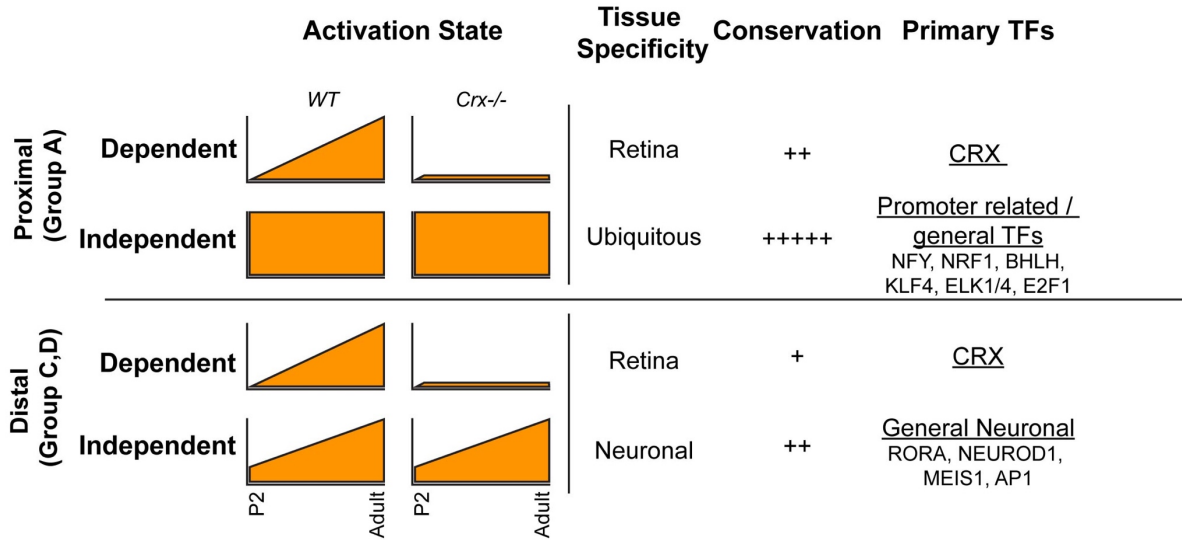 Activation State
Tissue
Specificity
Conservation
Primary TFs
WT
Crx-/-
Proximal
(Group A)
Dependent
Retina
++
CRX
Independent
Ubiquitous
+++++
Promoter related /
general TFs
NFY, NRF1, BHLH,
KLF4, ELK1/4, E2F1
Distal
(Group C,D)
Dependent
Retina
+
CRX
Independent
Neuronal
++
General Neuronal
RORA, NEUROD1,
MEIS1, AP1
P2
Adult
P2
Adult